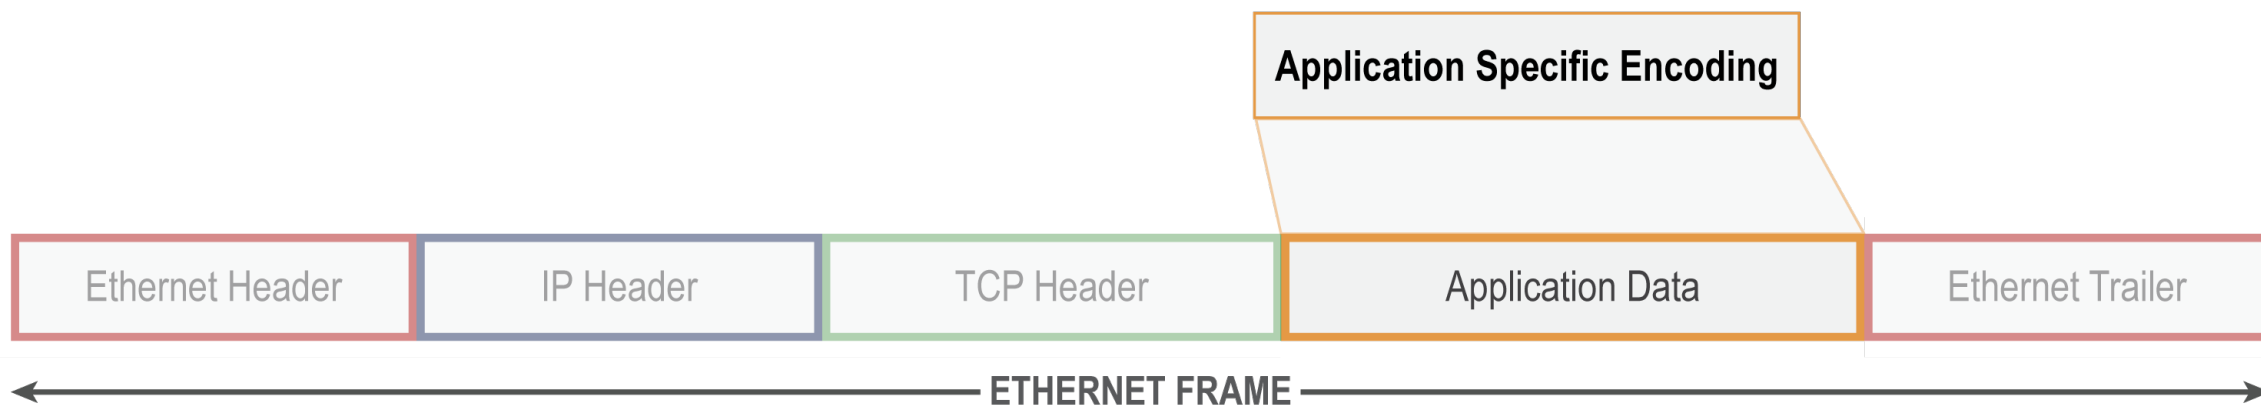 Application Specific Encoding
Ethernet Header
IP Header
TCP Header
Application Data
Ethernet Trailer
ETHERNET FRAME